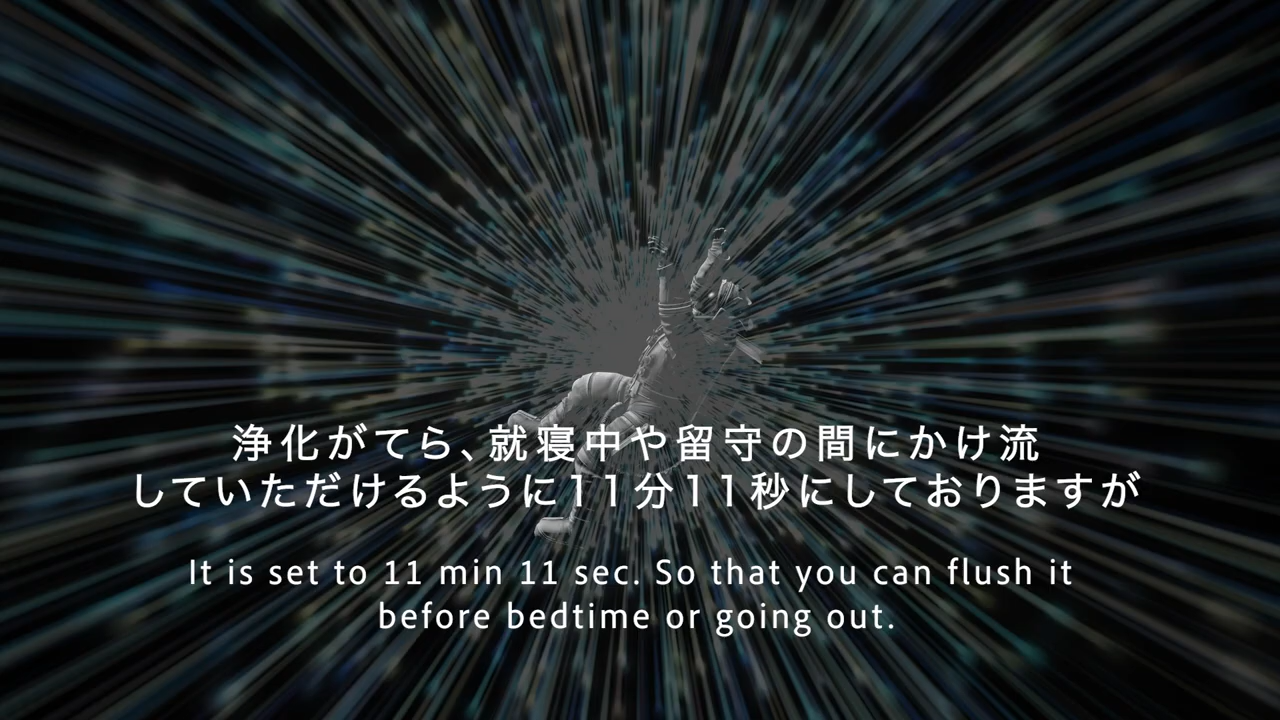 浄化がてら、就寝中や留守の間にかけ流
していただけるように11分11秒にしておりますが
It is set to 11 min 11 sec. So that you can flush it
before bedtime or going out.